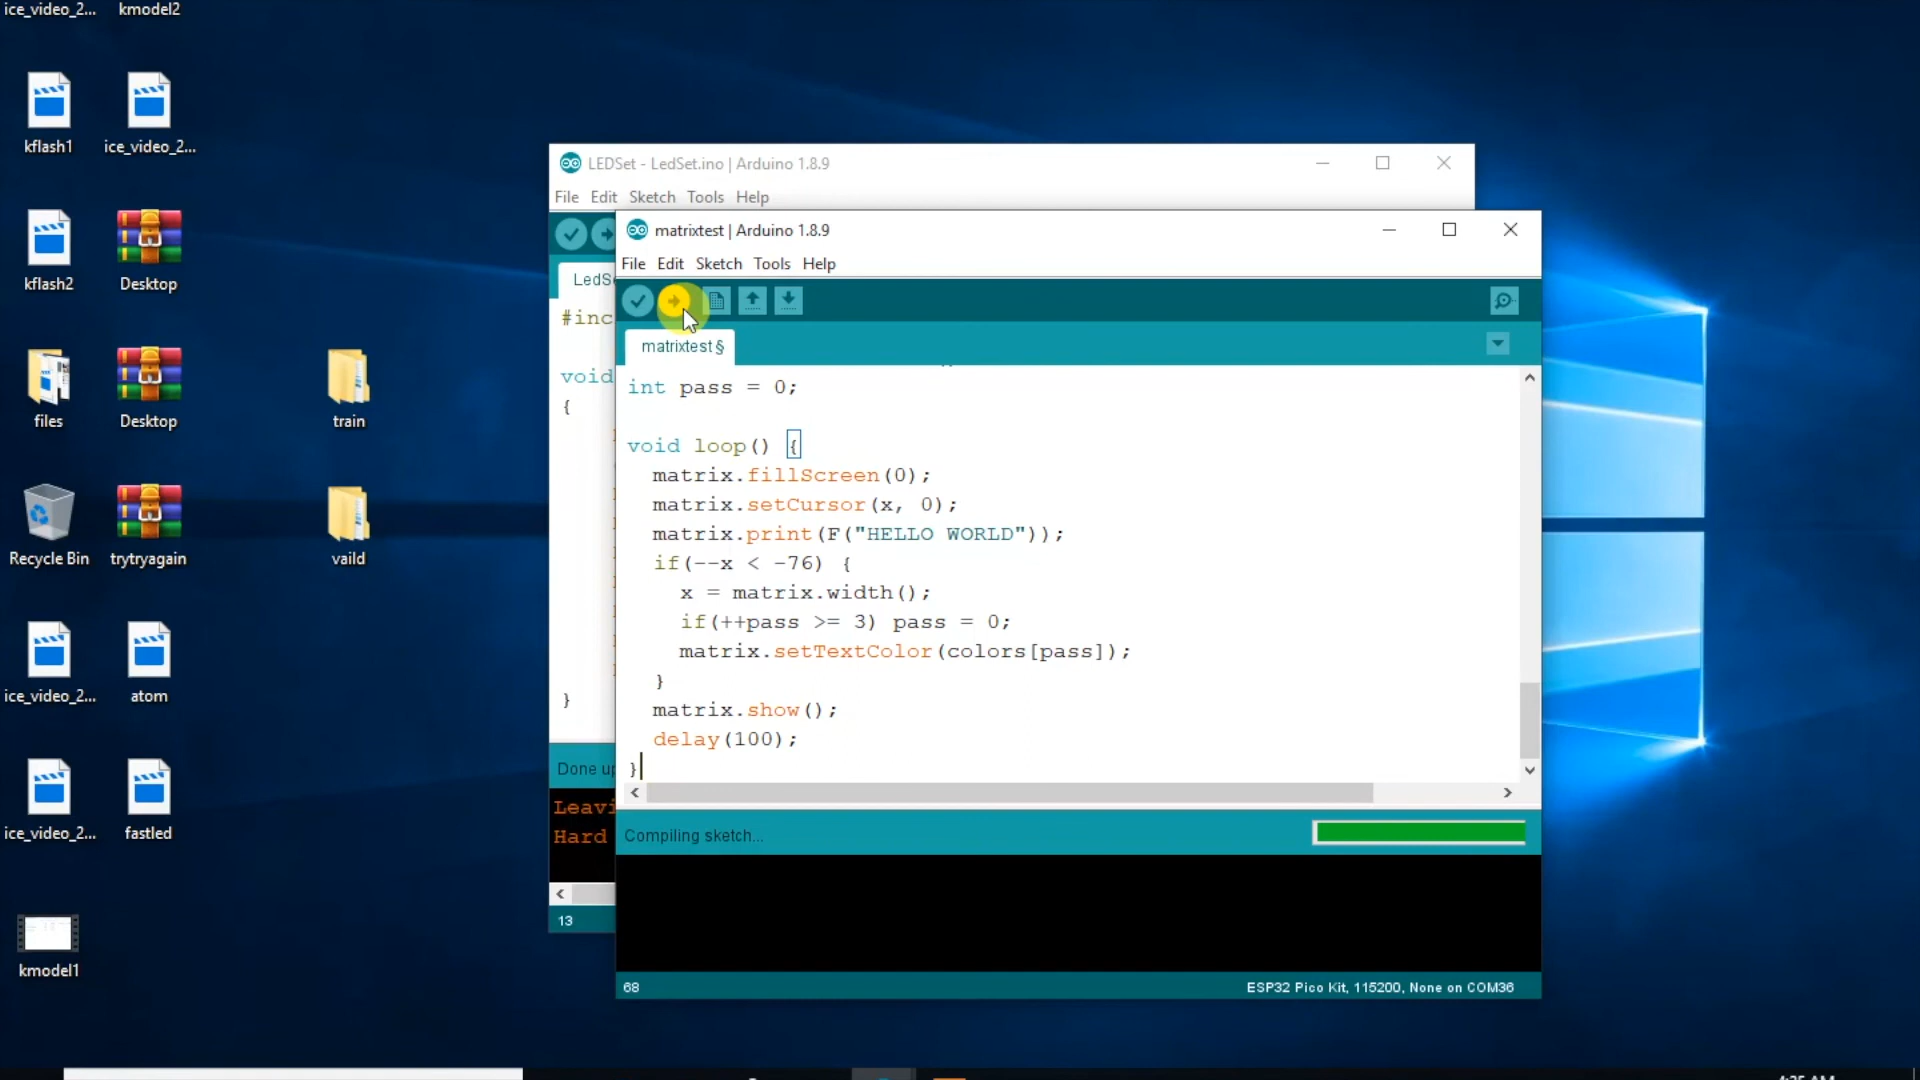 ice_video_2...
kmodel2
kflash1
ice_video_2...
kflash2
Desktop
files
Desktop
train
Recycle Bin
trytryagain
vaild
ice_video_2...
atom
ice_video_2...
fastled
kmodel1
LEDSet - LedSet.ino | Arduino 1.8.9
File Edit Sketch Tools Help
LedS
#inc
void
{
}
Done up
Leavi
Hard
13
matrixtest | Arduino 1.8.9
File Edit Sketch Tools Help
matrixtest §
int pass = 0;
void loop() {
matrix.fillScreen(0);
matrix.setCursor(x, 0);
matrix.print(F("HELLO WORLD"));
if(--x < -76) {
x = matrix.width();
if(++pass >= 3) pass = 0;
matrix.setTextColor(colors[pass]);
}
matrix.show();
delay(100);
}
Compiling sketch...
68
ESP32 Pico Kit, 115200, None on COM36